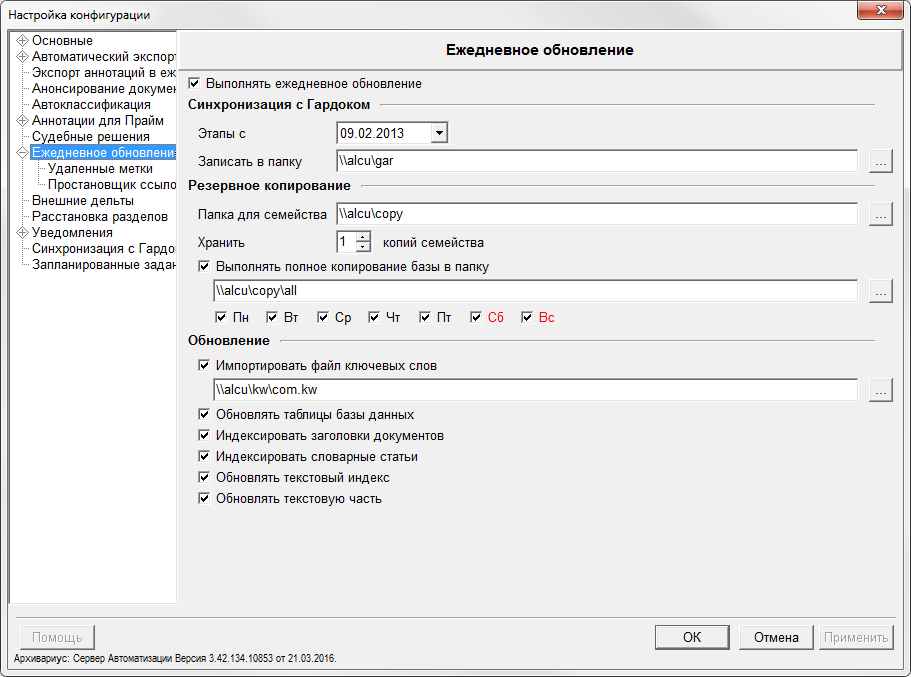 Настройка конфигурации
Основные
Автоматический экспорт
Экспорт аннотаций в еж
Анонсирование докумен
Автоклассификация
Аннотации для Прайм
Судебные решения
Ежедневное обновлени
Удаленные метки
Простановщик ссыло
Внешние дельты
Расстановка разделов
Уведомления
Синхронизация с Гардо
Запланированные задан
Ежедневное обновление
Выполнять ежедневное обновление
Синхронизация с Гардоком
Этапы с 09.02.2013
Записать в папку \\alcu\gar ...
Резервное копирование
Папка для семейства \\alcu\copy ...
Хранить 1 копий семейства
Выполнять полное копирование базы в папку
\\alcu\copy\all ...
Пн Вт Ср Чт Пт Сб Вс
Обновление
Импортировать файл ключевых слов
\\alcu\kw\com.kw ...
Обновлять таблицы базы данных
Индексировать заголовки документов
Индексировать словарные статьи
Обновлять текстовый индекс
Обновлять текстовую часть
Помощь OK Отмена Применить
Архивариус: Сервер Автоматизации Версия 3.42.134.10853 от 21.03.2016.